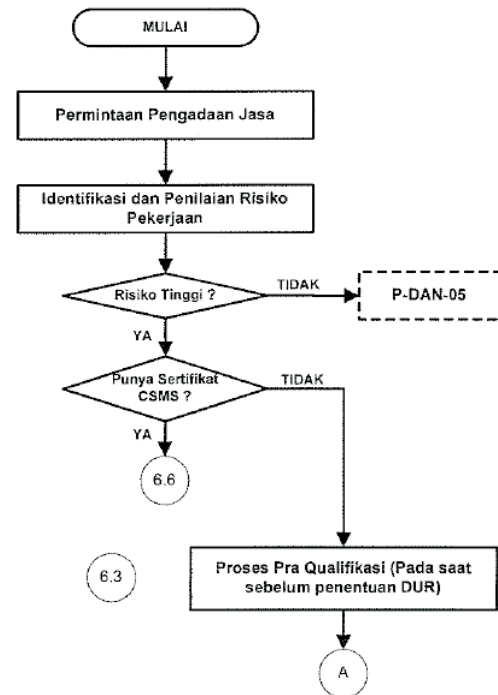 MULAI
Permintaan Pengadaan Jasa
Identifikasi dan Penilaian Risiko
Pekerjaan
Risiko Tinggi ?
TIDAK
P-DAN-05
YA
Punya Sertifikat
CSMS ?
TIDAK
YA
6.6
6.3
Proses Pra Qualifikasi (Pada saat
sebelum penentuan DUR)
A